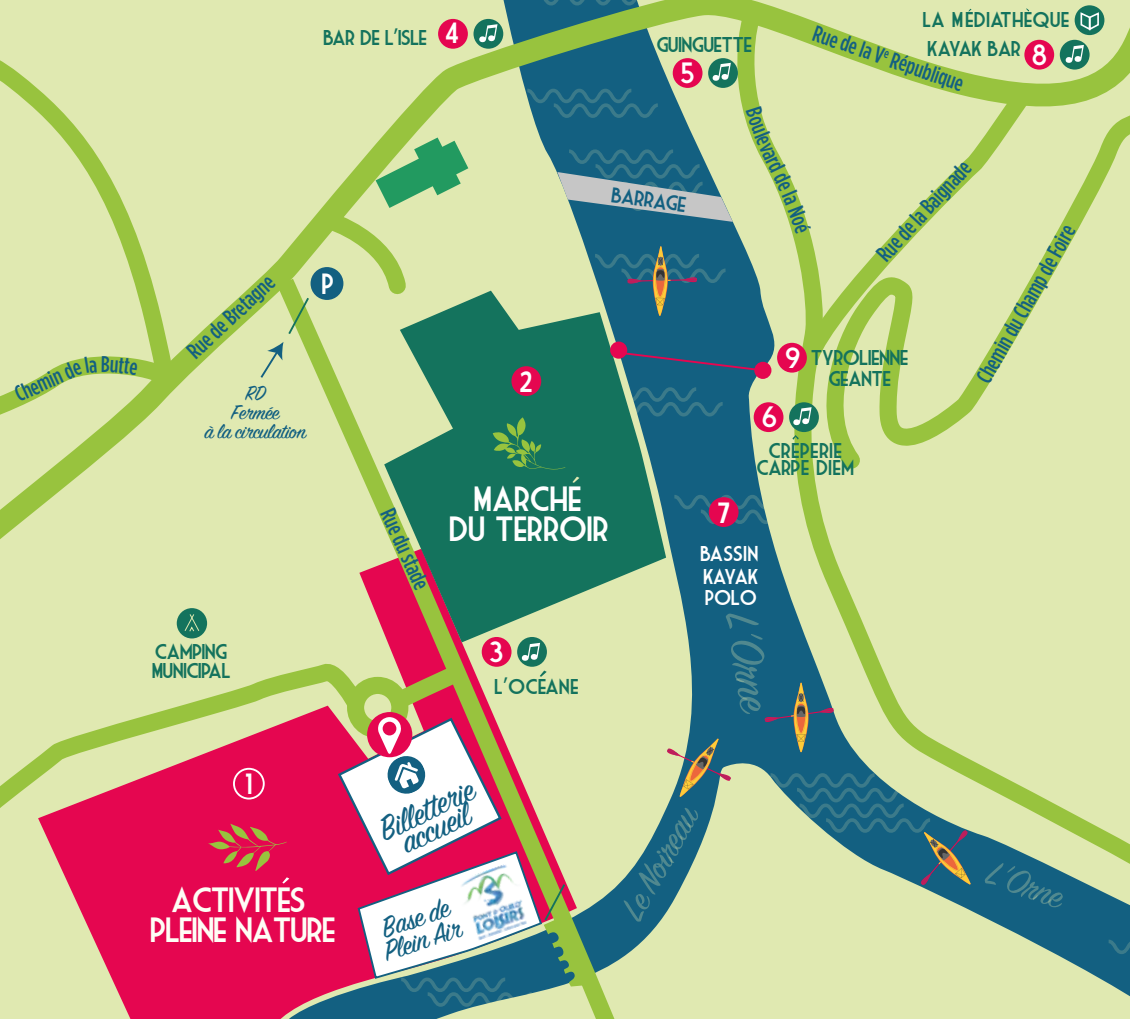 LA MÉDIATHÈQUE
KAYAK BAR 8
BAR DE L'ISLE 4
GUINGUETTE
5
Rue de la Ve République
Boulevard de la Noé
Rue de la Baignade
Chemin du Champ de Foire
BARRAGE
P
Rue de Bretagne
Chemin de la Butte
RD
Fermée
à la circulation
9 TYROLIENNE
GEANTE
2
MARCHÉ
DU TERROIR
6
CRÊPERIE
CARPE DIEM
7
BASSIN
KAYAK
POLO
L'Orne
Rue du stade
CAMPING
MUNICIPAL
3
L'OCÉANE
1
ACTIVITÉS
PLEINE NATURE
Billetterie
accueil
Base de
Plein Air
PONT D'OUILLY
LOISIRS
Le Noireau
L'Orne